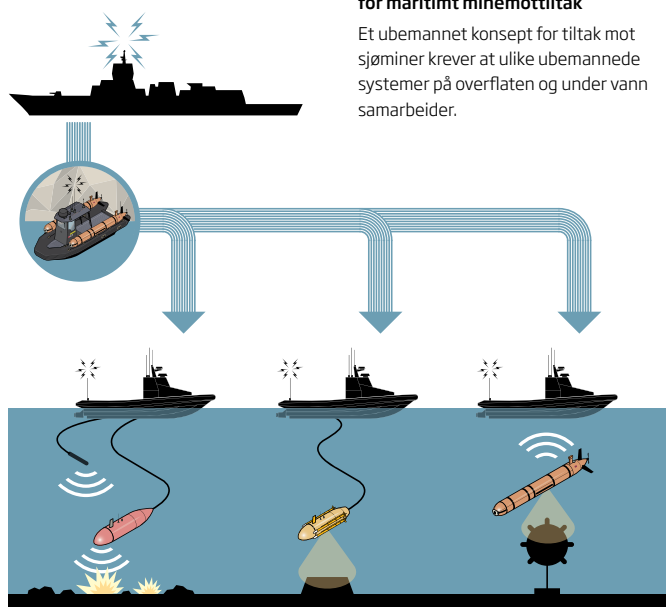 for maritimt minemottiltak
Et ubemannet konsept for tiltak mot
sjøminer krever at ulike ubemannede
systemer på overflaten og under vann
samarbeider.